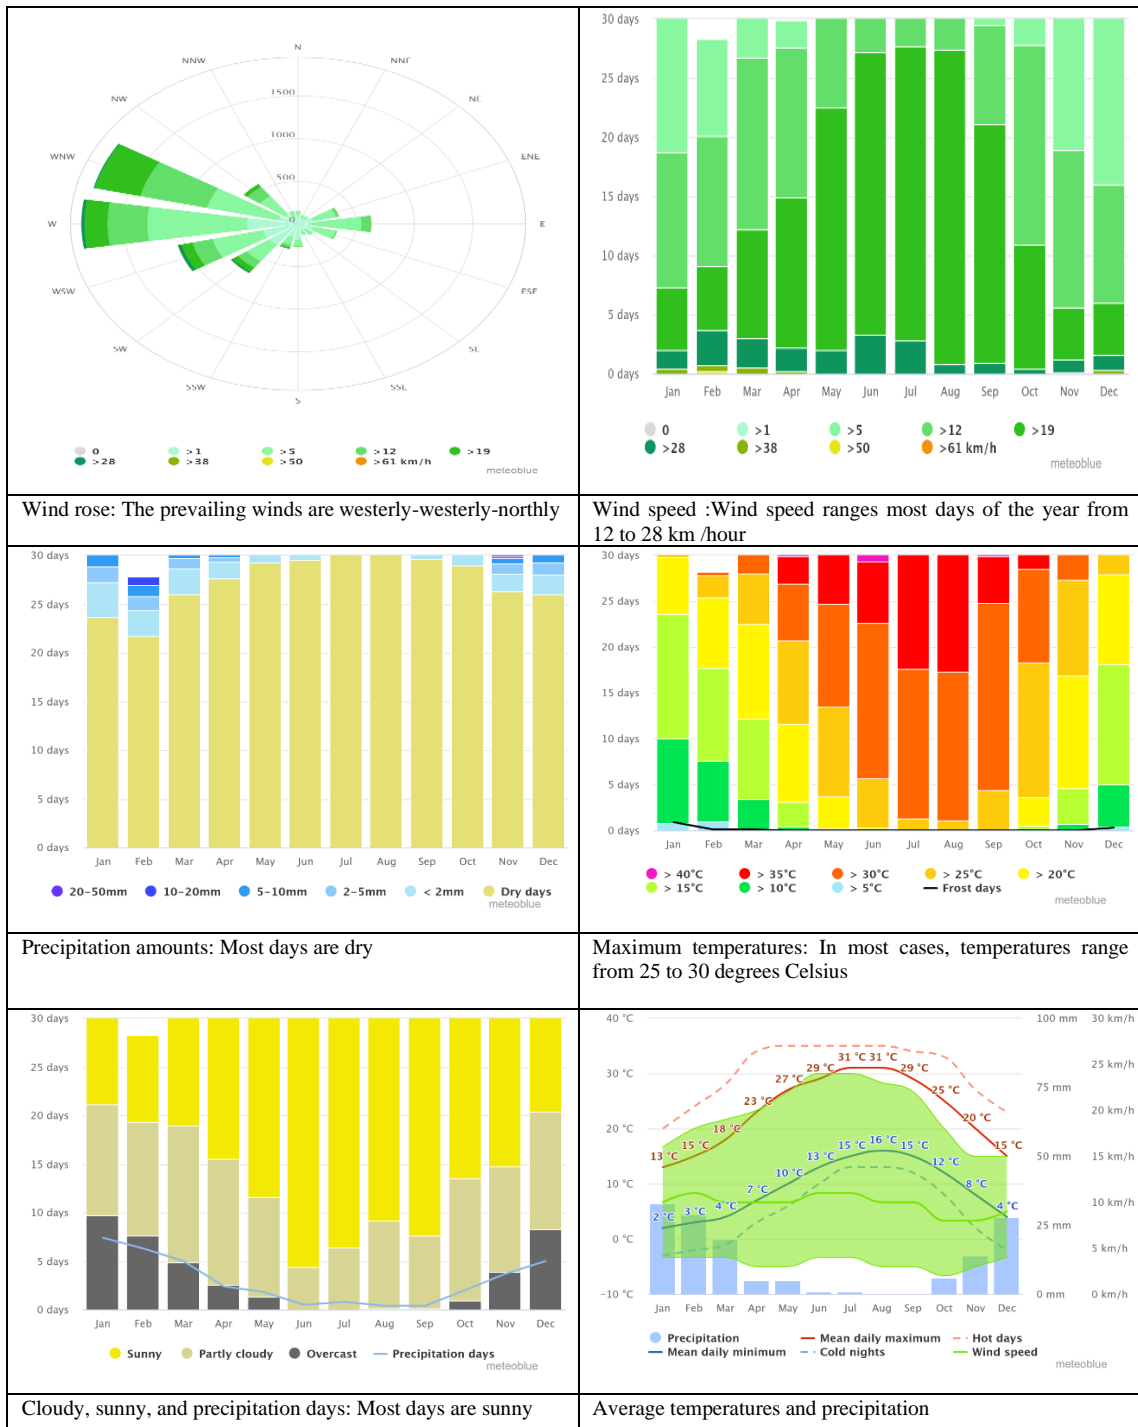 N
NNW
NNE
NW
NE
1500
1000
WNW
ENE
500
0
W
E
WSW
ESE
SW
SE
SSW
SSE
S
0 >1 >5 >12 >19
>28 >38 >50 >61 km/h
meteoblue
30 days
25 days
20 days
15 days
10 days
5 days
0 days
Jan Feb Mar Apr May Jun Jul Aug Sep Oct Nov Dec
0 >1 >5 >12 >19
>28 >38 >50 >61 km/h
meteoblue
Wind rose: The prevailing winds are westerly-westerly-northly
Wind speed :Wind speed ranges most days of the year from
12 to 28 km /hour
30 days
25 days
20 days
15 days
10 days
5 days
0 days
Jan Feb Mar Apr May Jun Jul Aug Sep Oct Nov Dec
20-50mm 10-20mm 5-10mm 2-5mm < 2mm Dry days
meteoblue
30 days
25 days
20 days
15 days
10 days
5 days
0 days
Jan Feb Mar Apr May Jun Jul Aug Sep Oct Nov Dec
> 40°C > 35°C > 30°C > 25°C > 20°C
> 15°C > 10°C > 5°C Frost days
meteoblue
Precipitation amounts: Most days are dry
Maximum temperatures: In most cases, temperatures range
from 25 to 30 degrees Celsius
30 days
25 days
20 days
15 days
10 days
5 days
0 days
Jan Feb Mar Apr May Jun Jul Aug Sep Oct Nov Dec
Sunny Partly cloudy Overcast Precipitation days
meteoblue
40 °C 100 mm 30 km/h
25 km/h
30 °C 75 mm
20 km/h
20 °C 50 mm 15 km/h
10 °C 10 km/h
25 mm
0 °C 5 km/h
-10 °C 0 mm 0 km/h
13 °C 15 °C 18 °C 23 °C 27 °C 29 °C 31 °C 31 °C 29 °C 25 °C 20 °C 15 °C
2 °C 3 °C 4 °C 7 °C 10 °C 13 °C 15 °C 16 °C 15 °C 12 °C 8 °C 4 °C
Jan Feb Mar Apr May Jun Jul Aug Sep Oct Nov Dec
Precipitation Mean daily maximum Hot days
Mean daily minimum Cold nights Wind speed
meteoblue
Cloudy, sunny, and precipitation days: Most days are sunny
Average temperatures and precipitation